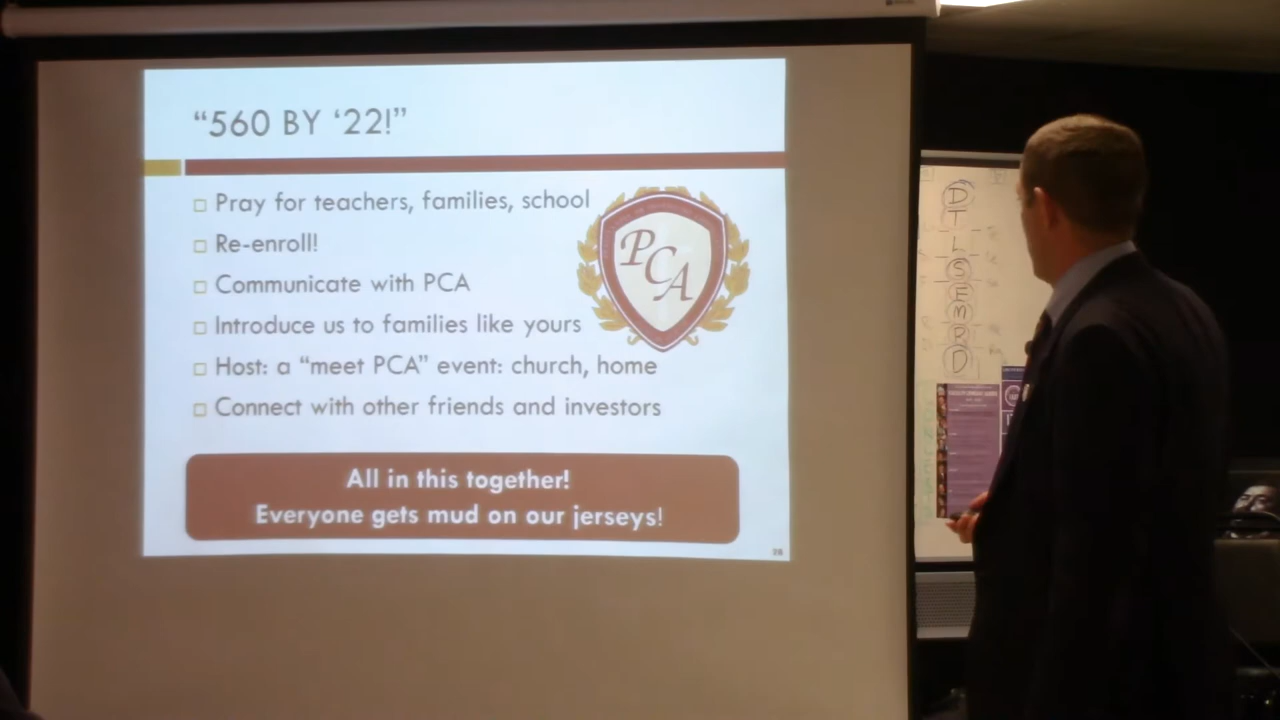 “560 BY ‘22!”
Pray for teachers, families, school
Re-enroll!
Communicate with PCA
Introduce us to families like yours
Host: a “meet PCA” event: church, home
Connect with other friends and investors
PCA
All in this together!
Everyone gets mud on our jerseys!
28
D
T
L
S
E
M
R
D